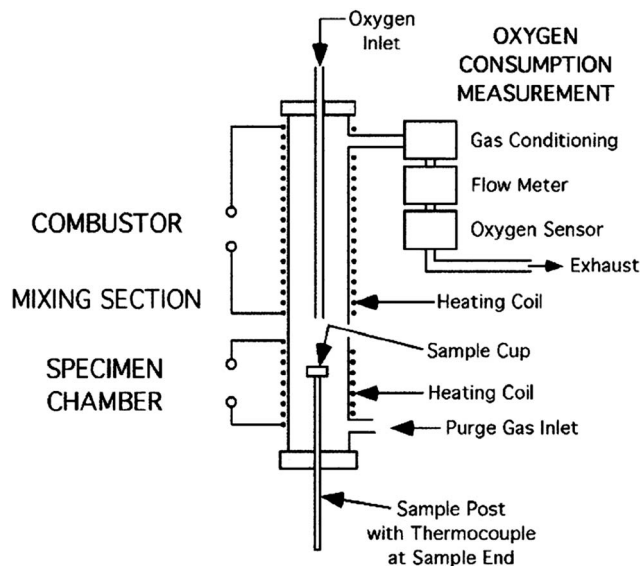 Oxygen
Inlet
OXYGEN
CONSUMPTION
MEASUREMENT
Gas Conditioning
Flow Meter
Oxygen Sensor
Exhaust
COMBUSTOR
MIXING SECTION
Heating Coil
Sample Cup
SPECIMEN
CHAMBER
Heating Coil
Purge Gas Inlet
Sample Post
with Thermocouple
at Sample End